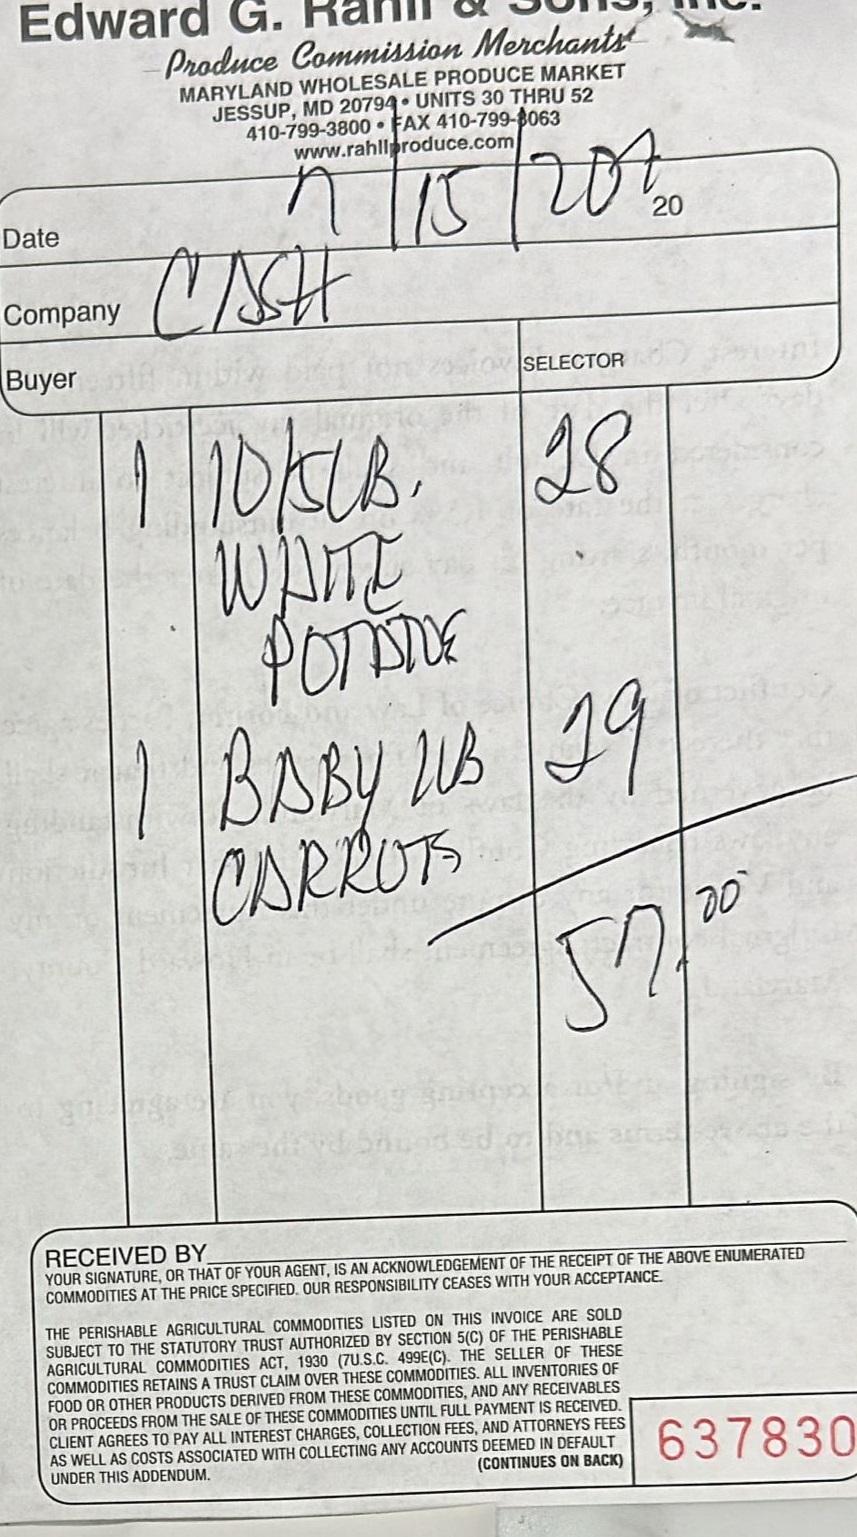 Edward G. Rahll & Sons, Inc.
Produce Commission Merchants
MARYLAND WHOLESALE PRODUCE MARKET
JESSUP, MD 20794 • UNITS 30 THRU 52
410-799-3800 • FAX 410-799-8063
www.rahllproduce.com
Date 7/15/202 20
Company CASH
Buyer SELECTOR
1 10/5LB. 28
WHITE
POTATOE
1 BABY 1LB 29
CARROTS
57.00
RECEIVED BY
YOUR SIGNATURE, OR THAT OF YOUR AGENT, IS AN ACKNOWLEDGEMENT OF THE RECEIPT OF THE ABOVE ENUMERATED
COMMODITIES AT THE PRICE SPECIFIED. OUR RESPONSIBILITY CEASES WITH YOUR ACCEPTANCE.
THE PERISHABLE AGRICULTURAL COMMODITIES LISTED ON THIS INVOICE ARE SOLD
SUBJECT TO THE STATUTORY TRUST AUTHORIZED BY SECTION 5(C) OF THE PERISHABLE
AGRICULTURAL COMMODITIES ACT, 1930 (7U.S.C. 499E(C). THE SELLER OF THESE
COMMODITIES RETAINS A TRUST CLAIM OVER THESE COMMODITIES. ALL INVENTORIES OF
FOOD OR OTHER PRODUCTS DERIVED FROM THESE COMMODITIES, AND ANY RECEIVABLES
OR PROCEEDS FROM THE SALE OF THESE COMMODITIES UNTIL FULL PAYMENT IS RECEIVED.
CLIENT AGREES TO PAY ALL INTEREST CHARGES, COLLECTION FEES, AND ATTORNEYS FEES
AS WELL AS COSTS ASSOCIATED WITH COLLECTING ANY ACCOUNTS DEEMED IN DEFAULT
UNDER THIS ADDENDUM. (CONTINUES ON BACK)
637830